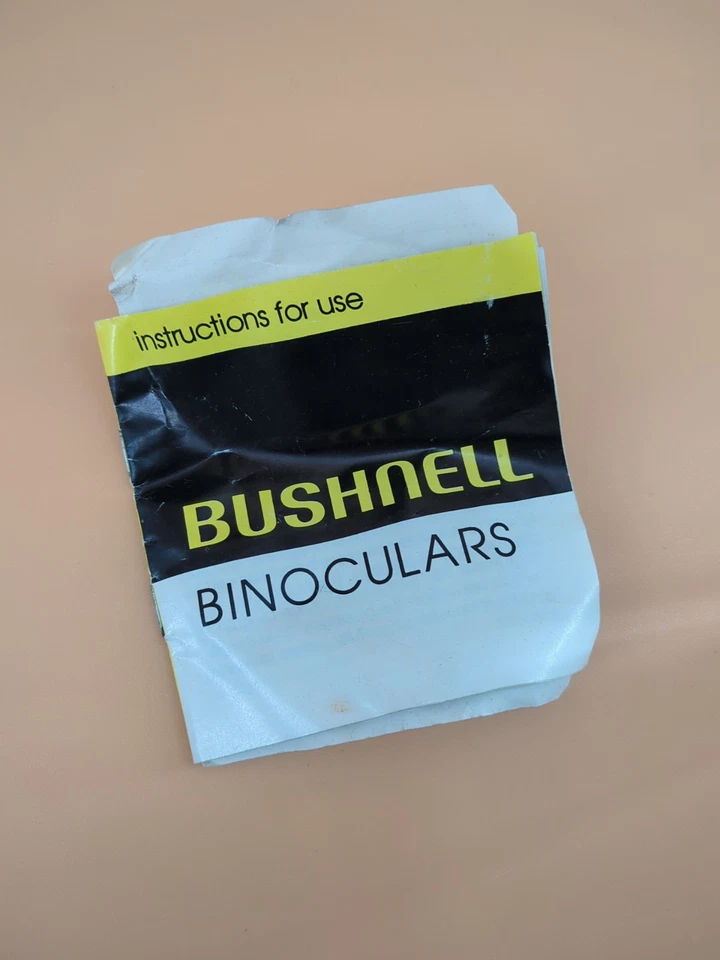 instructions for use
BUSHNELL
BINOCULARS